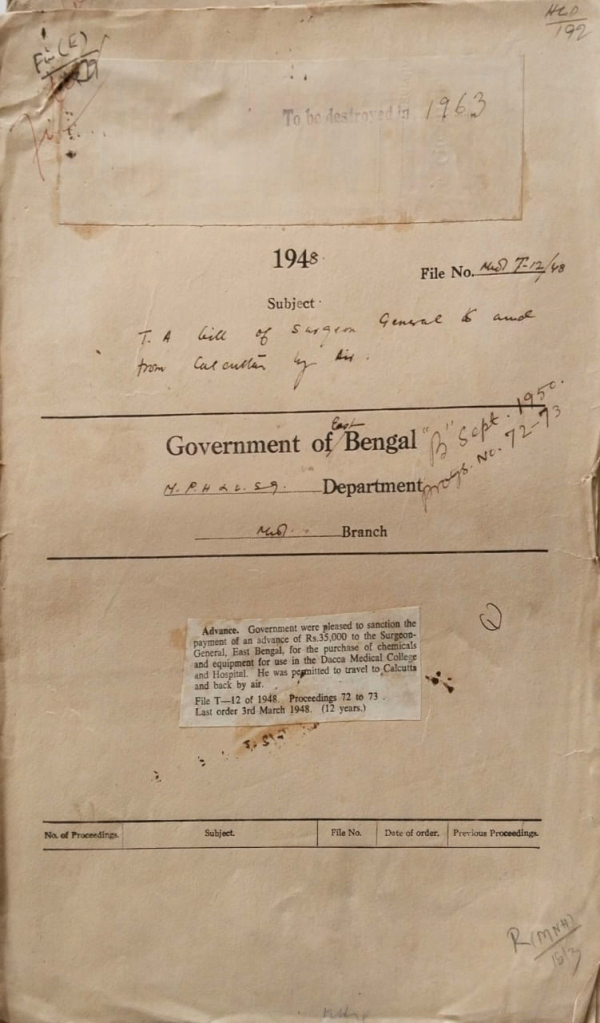 HCD
192
Fin(E)
To be destroyed in 1963
1948
File No. Med T-12/48
Subject
T. A bill of Surgeon General to and
from Calcutta by Air.
East
Government of Bengal
"B" Sept. 1950.
Progs. No. 72-73
Department
Med. Branch
Advance. Government were pleased to sanction the
payment of an advance of Rs.35,000 to the Surgeon-
General, East Bengal, for the purchase of chemicals
and equipment for use in the Dacca Medical College
and Hospital. He was permitted to travel to Calcutta
and back by air.
File T—12 of 1948. Proceedings 72 to 73
Last order 3rd March 1948. (12 years.)
No. of Proceedings. Subject. File No. Date of order. Previous Proceedings.
R(MNH)